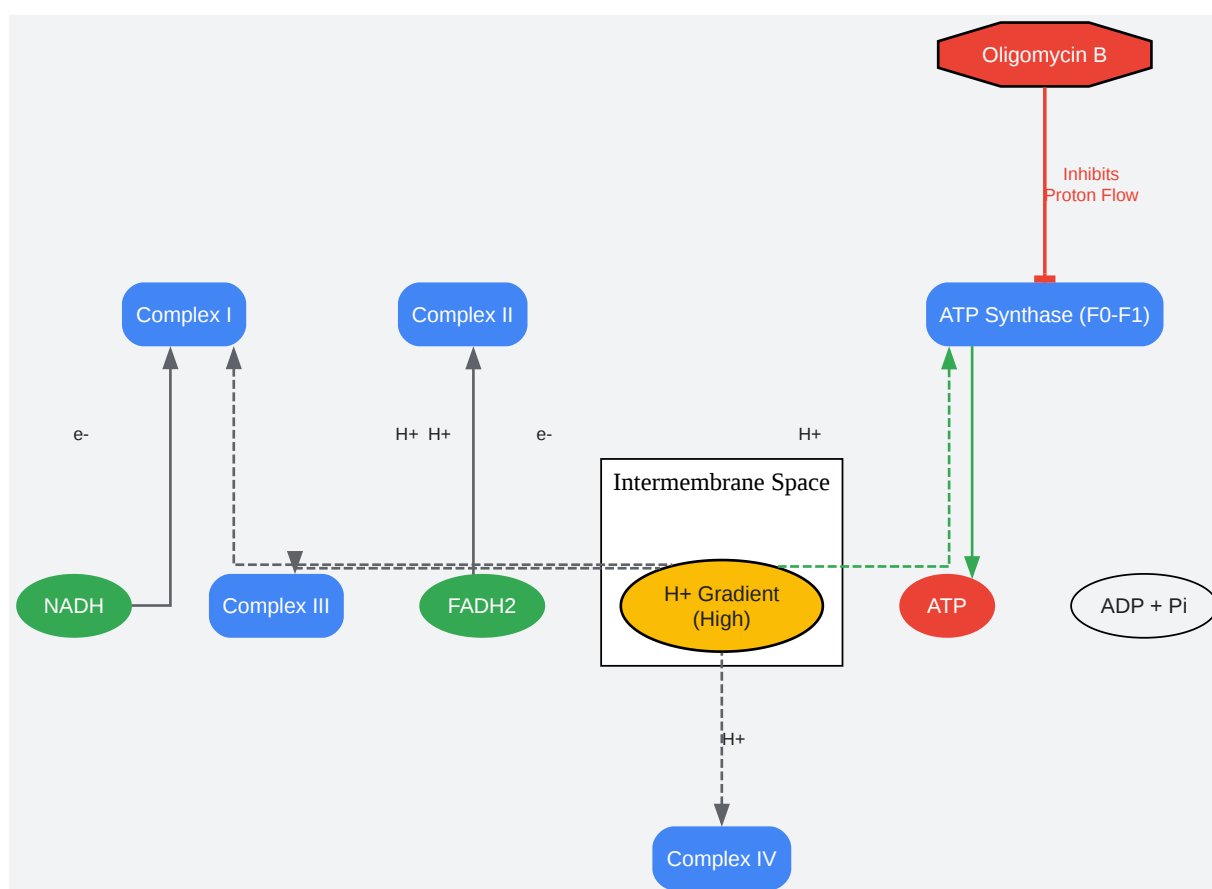 Oligomycin B
Inhibits
Proton Flow
Complex I
Complex II
ATP Synthase (F0-F1)
e-
H+
H+
e-
H+
Intermembrane Space
NADH
Complex III
FADH2
H+ Gradient
(High)
ATP
ADP + Pi
H+
Complex IV